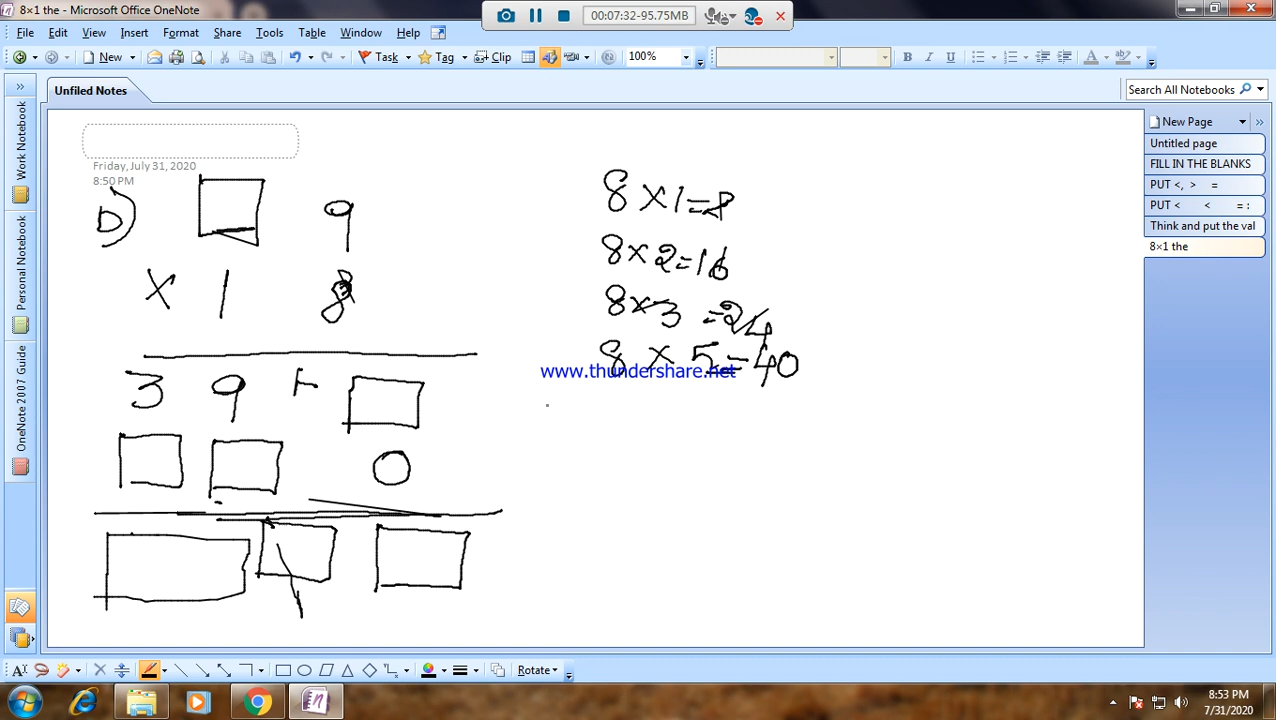 8×1 the - Microsoft Office OneNote
00:07:32-95.75MB
File Edit View Insert Format Share Tools Table Window Help
New Task Tag Clip 100% B I U A
Unfiled Notes
Search All Notebooks
New Page
Untitled page
FILL IN THE BLANKS
PUT <, > =
PUT < < = :
Think and put the val
8×1 the
Work Notebook
Personal Notebook
OneNote 2007 Guide
Friday, July 31, 2020
8:50 PM
D) 9
× 1 8
3 9 +
0
8 × 1 = 8
8 × 2 = 16
8 × 3 = 24
8 × 5 = 40
www.thundershare.net
Rotate
8:53 PM
7/31/2020